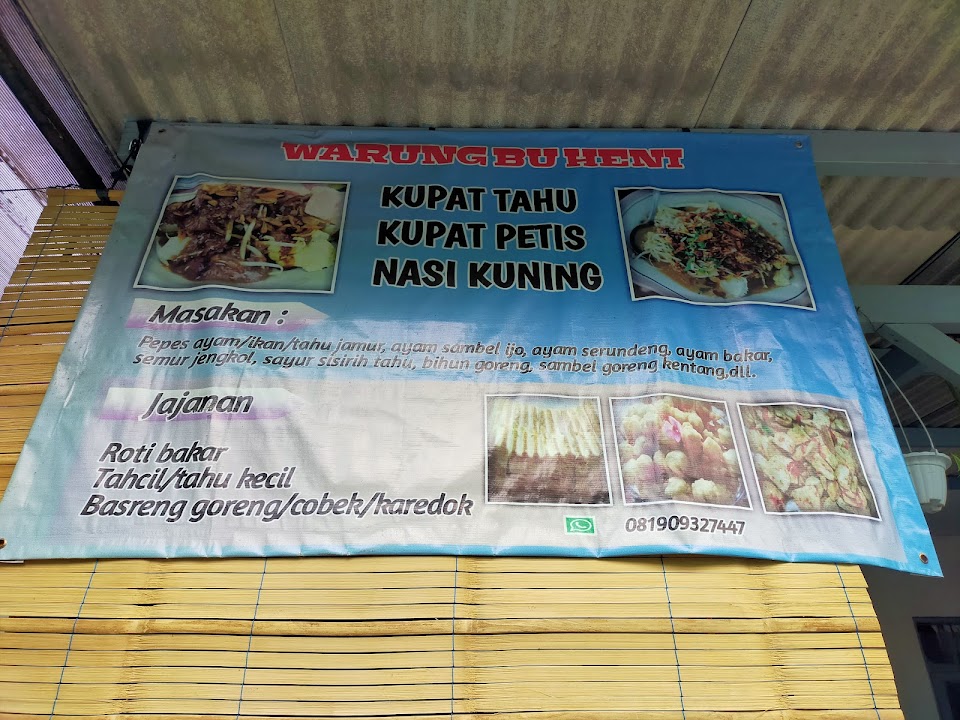 WARUNG BU HENI
KUPAT TAHU
KUPAT PETIS
NASI KUNING
Masakan :
Pepes ayam/ikan/tahu jamur, ayam sambel ijo, ayam serundeng, ayam bakar,
semur jengkol, sayur sisirih tahu, bihun goreng, sambel goreng kentang,dll.
Jajanan
Roti bakar
Tahcil/tahu kecil
Basreng goreng/cobek/karedok
081909327447